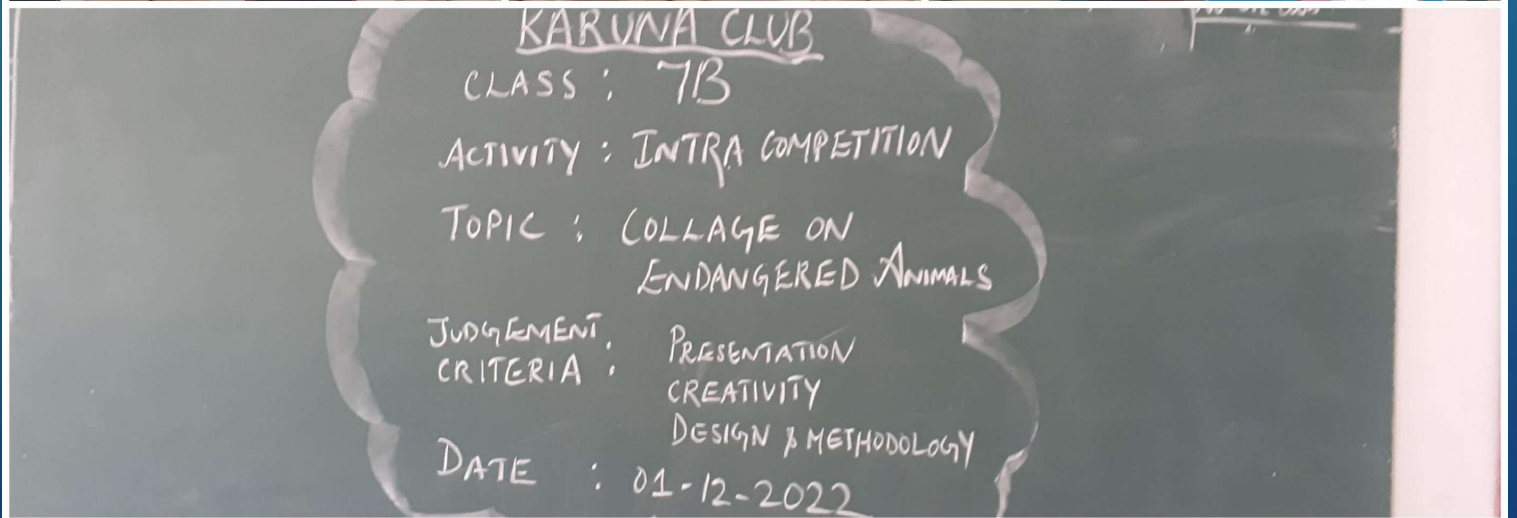 KARUNA CLUB
CLASS : 7B
ACTIVITY : INTRA COMPETITION
TOPIC : COLLAGE ON
ENDANGERED ANIMALS
JUDGEMENT
CRITERIA : PRESENTATION
CREATIVITY
DESIGN & METHODOLOGY
DATE : 01-12-2022